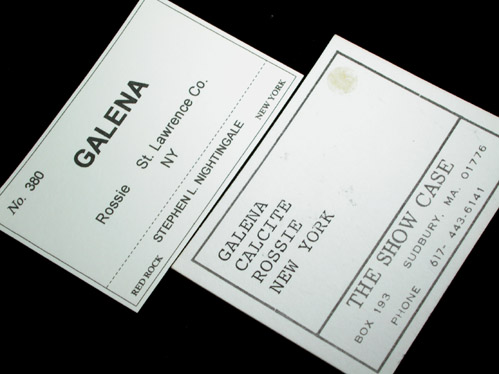 No. 380
GALENA
Rossie St. Lawrence Co.
NY
RED ROCK STEPHEN L. NIGHTINGALE NEW YORK
GALENA
CALCITE
ROSSIE
NEW YORK
THE SHOW CASE
BOX 193 SUDBURY, MA. 01776
PHONE 617-443-6141